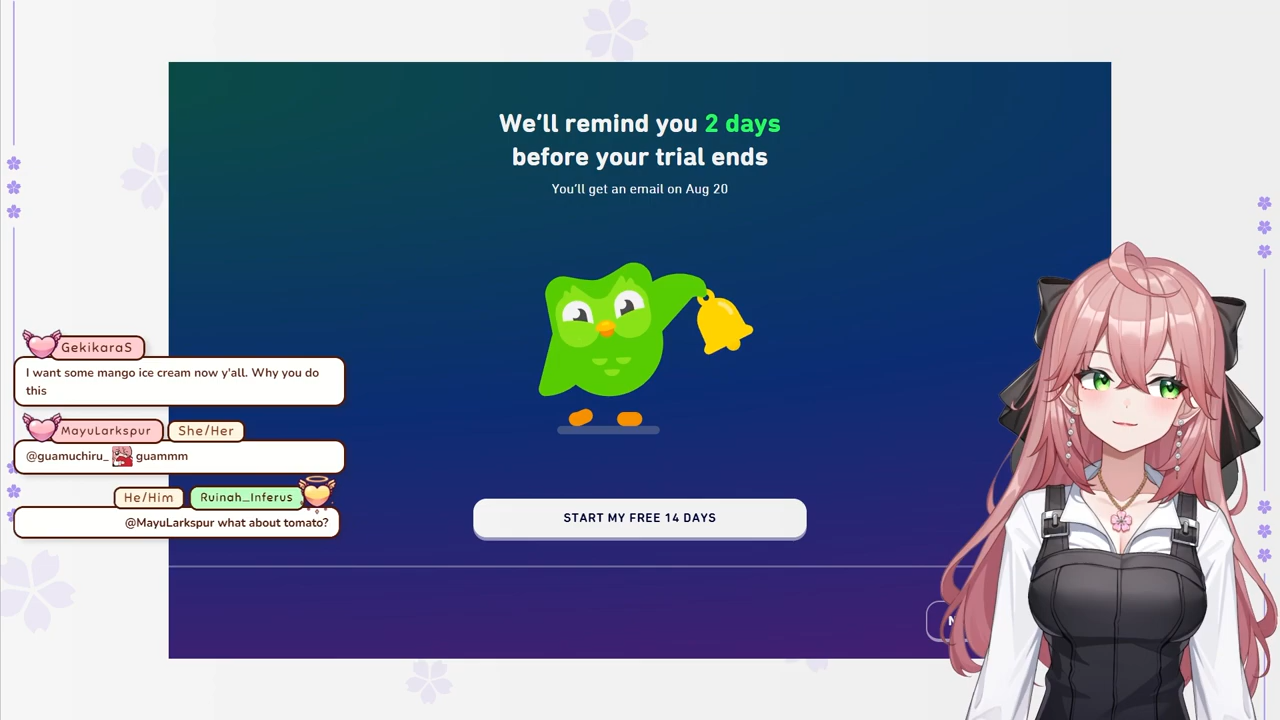 We'll remind you 2 days
before your trial ends
You'll get an email on Aug 20
START MY FREE 14 DAYS
GekikaraS
I want some mango ice cream now y'all. Why you do
this
MayuLarkspur She/Her
@guamuchiru_ guammm
He/Him Ruinah_Inferus
@MayuLarkspur what about tomato?